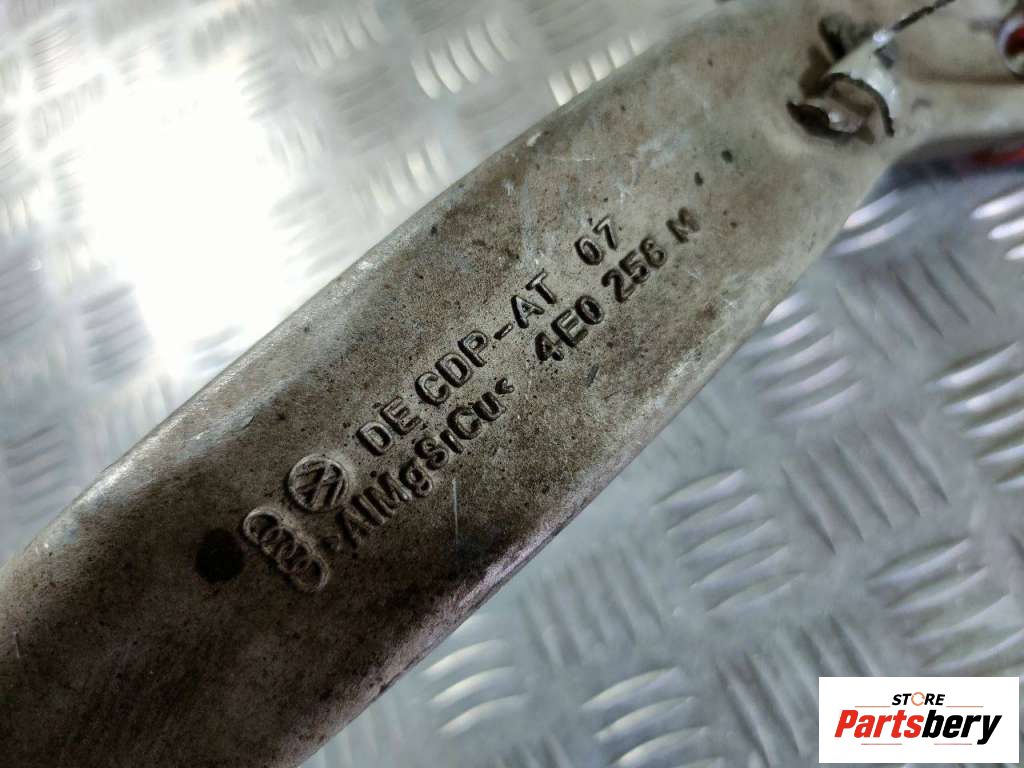 DE CDP-AT 07
>AlMgSiCu< 4E0 256 M
STORE
Partsbery